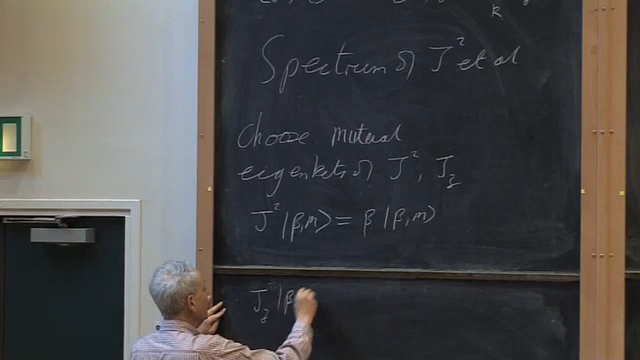 Spectrum of J² et al
Choose mutual
eigenkets of J², J_z
J² |β,m⟩ = β |β,m⟩
J_z |β